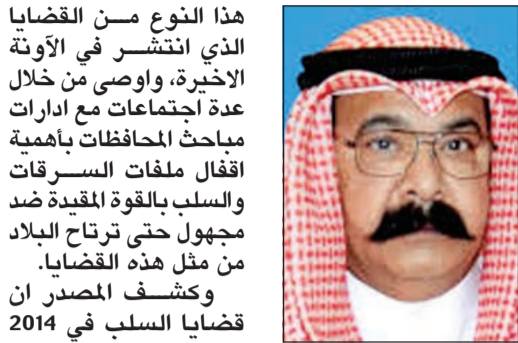 هذا النوع من القضايا
الذي انتشر في الآونة
الاخيرة، واوصى من خلال
عدة اجتماعات مع ادارات
مباحث المحافظات بأهمية
اقفال ملفات السرقات
والسلب بالقوة المقيدة ضد
مجهول حتى ترتاح البلاد
من مثل هذه القضايا.
وكشف المصدر ان
قضايا السلب في 2014